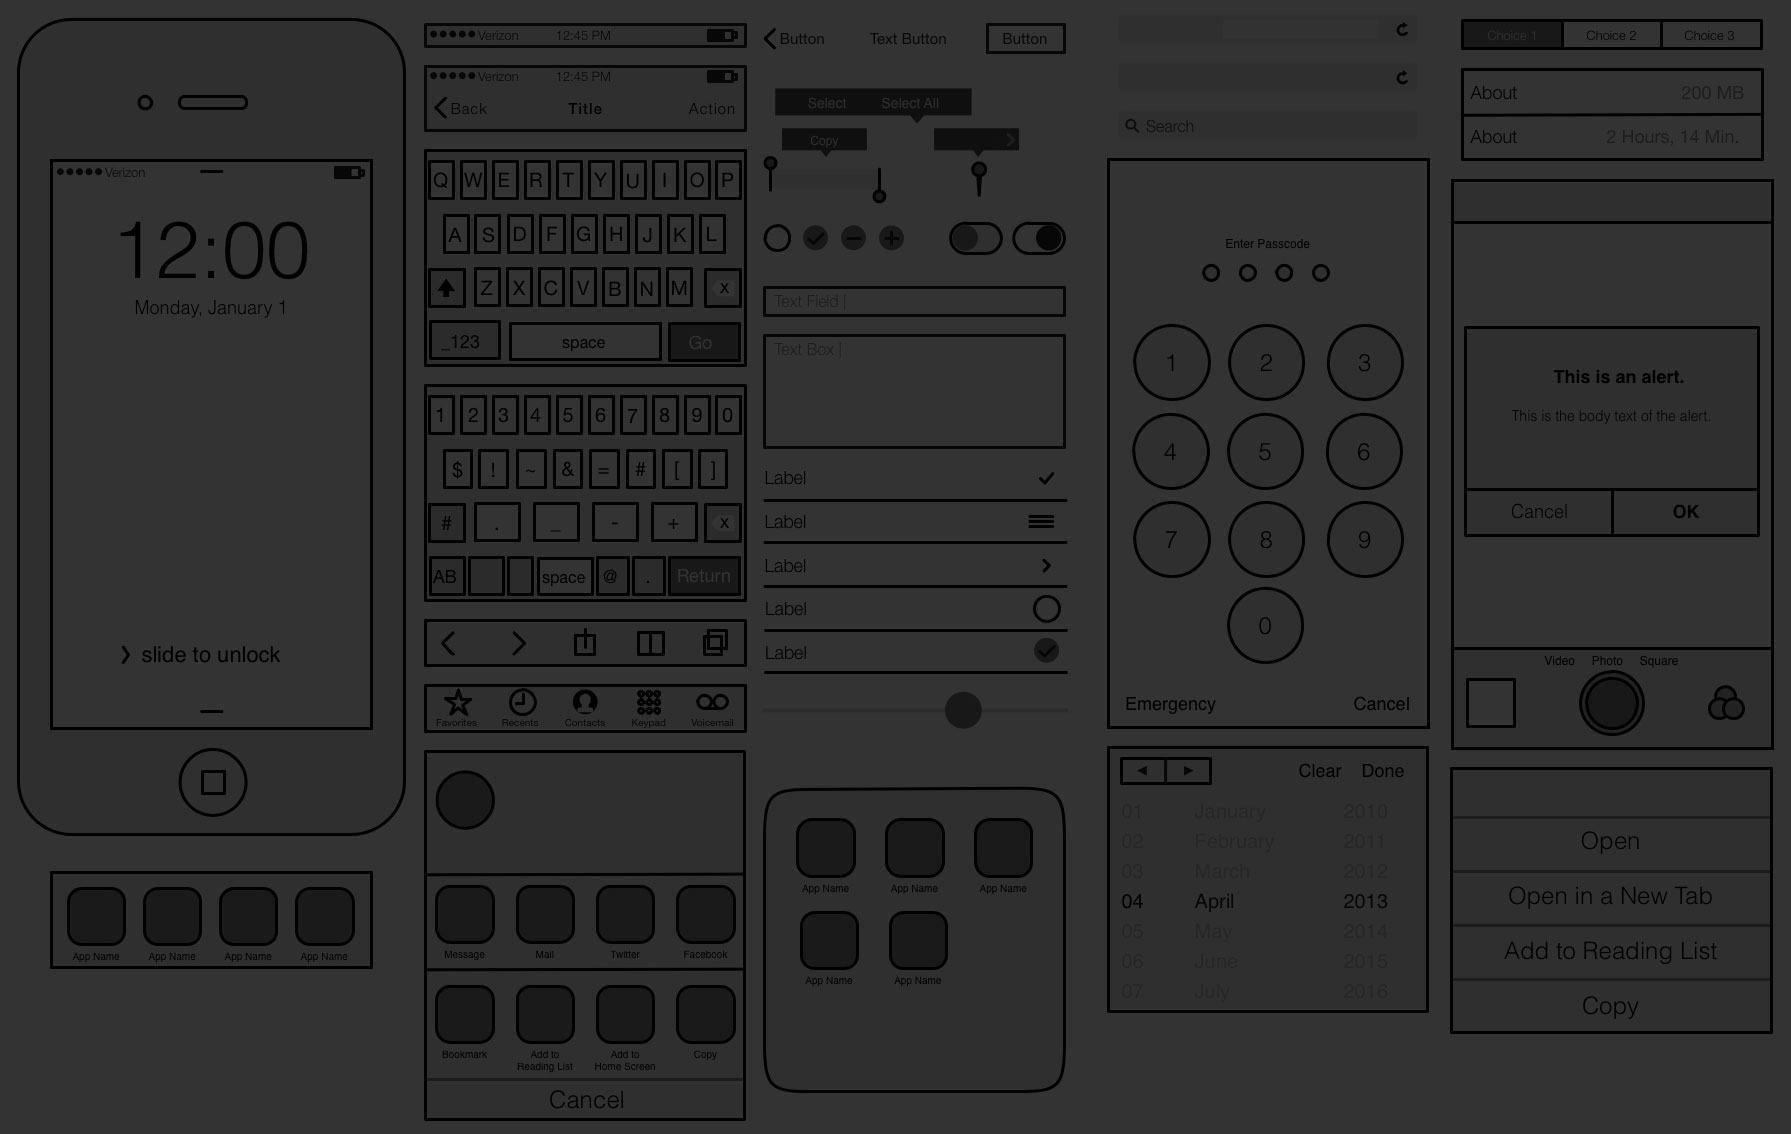 Verizon
12:00
Monday, January 1
slide to unlock
App Name App Name App Name App Name
Verizon 12:45 PM
Verizon 12:45 PM
Back Title Action
Q W E R T Y U I O P
A S D F G H J K L
Z X C V B N M X
_123 space Go
1 2 3 4 5 6 7 8 9 0
$ ! ~ & = # [ ]
# . _ - + X
AB space @ . Return
Favorites Recents Contacts Keypad Voicemail
Message Mail Twitter Facebook
Bookmark Add to Add to Copy
Reading List Home Screen
Cancel
Button Text Button Button
Select Select All
Copy
Text Field |
Text Box |
Label
Label
Label
Label
Label
App Name App Name App Name
App Name App Name
Search
Enter Passcode
1 2 3
4 5 6
7 8 9
0
Emergency Cancel
Clear Done
01 January 2010
02 February 2011
03 March 2012
04 April 2013
05 May 2014
06 June 2015
07 July 2016
Choice 1 Choice 2 Choice 3
About 200 MB
About 2 Hours, 14 Min.
This is an alert.
This is the body text of the alert.
Cancel OK
Video Photo Square
Open
Open in a New Tab
Add to Reading List
Copy